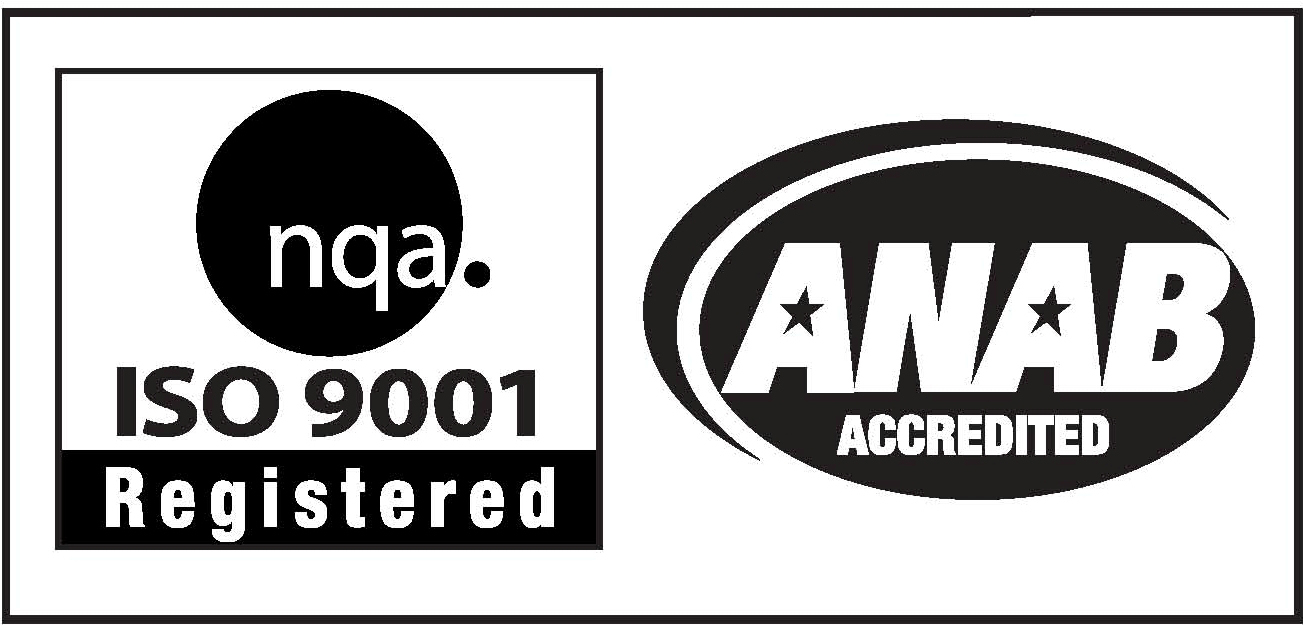 nqa.
ISO 9001
Registered
ANAB
ACCREDITED